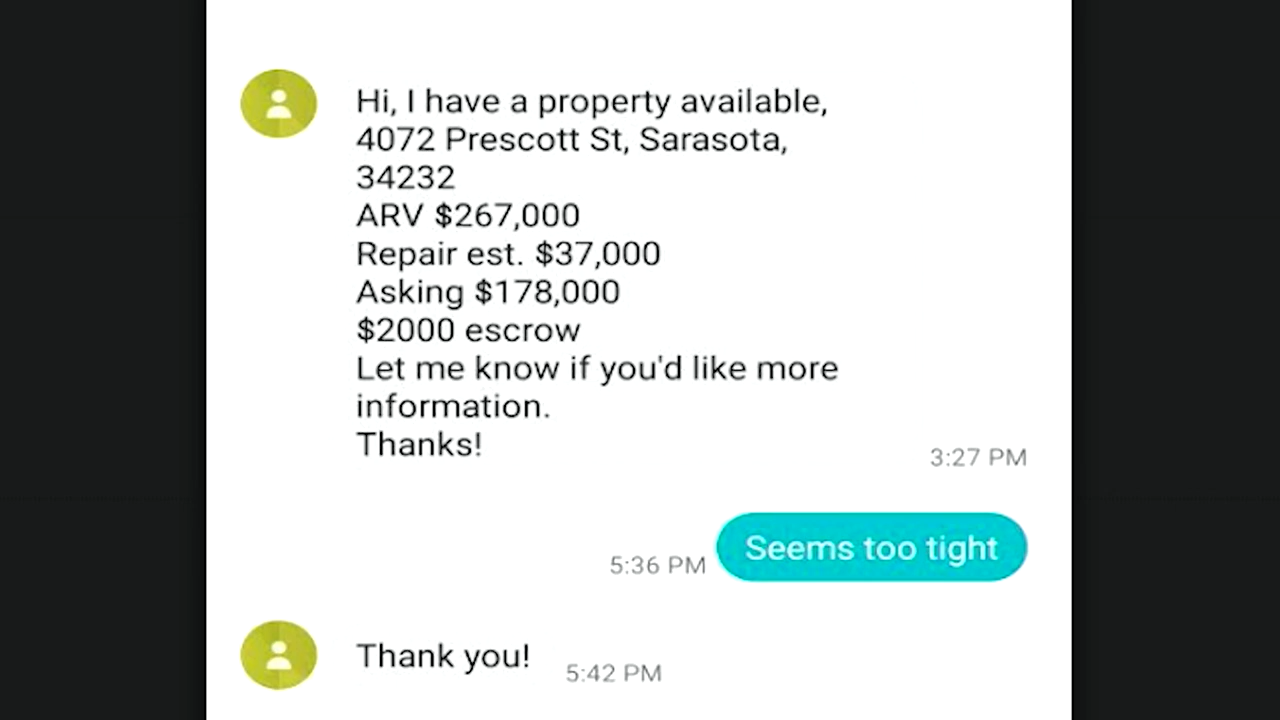 Hi, I have a property available,
4072 Prescott St, Sarasota,
34232
ARV $267,000
Repair est. $37,000
Asking $178,000
$2000 escrow
Let me know if you'd like more
information.
Thanks!
3:27 PM
5:36 PM Seems too tight
Thank you! 5:42 PM